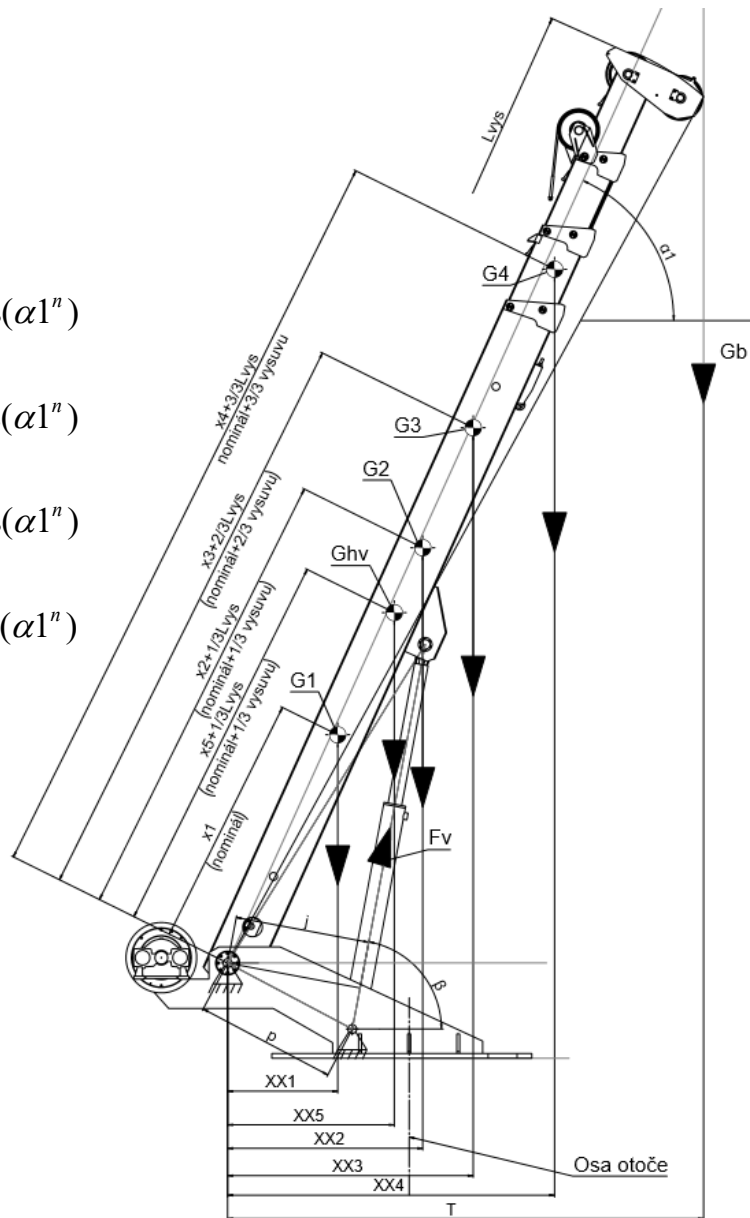 Lvys
α1
G4
(α1ⁿ)
Gb
x4+3/3Lvys
nominál+3/3 vysuvu
(α1ⁿ)
G3
x3+2/3Lvys
(nominál+2/3 vysuvu)
G2
(α1ⁿ)
Ghv
x2+1/3Lvys
(nominál+1/3 vysuvu)
(α1ⁿ)
x5+1/3Lvys
(nominál+1/3 vysuvu)
G1
x1
(nominál)
Fv
j
β
p
XX1
XX5
XX2
XX3
Osa otoče
XX4
T